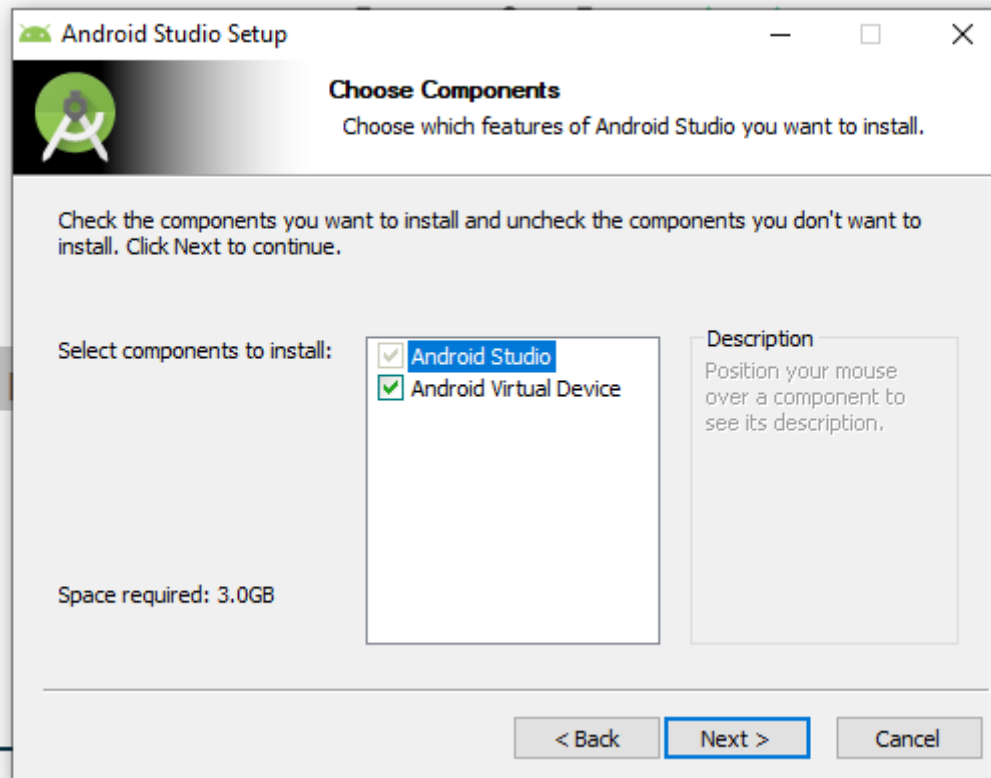 Android Studio Setup
Choose Components
Choose which features of Android Studio you want to install.
Check the components you want to install and uncheck the components you don't want to
install. Click Next to continue.
Select components to install:
Android Studio
Android Virtual Device
Description
Position your mouse
over a component to
see its description.
Space required: 3.0GB
< Back
Next >
Cancel